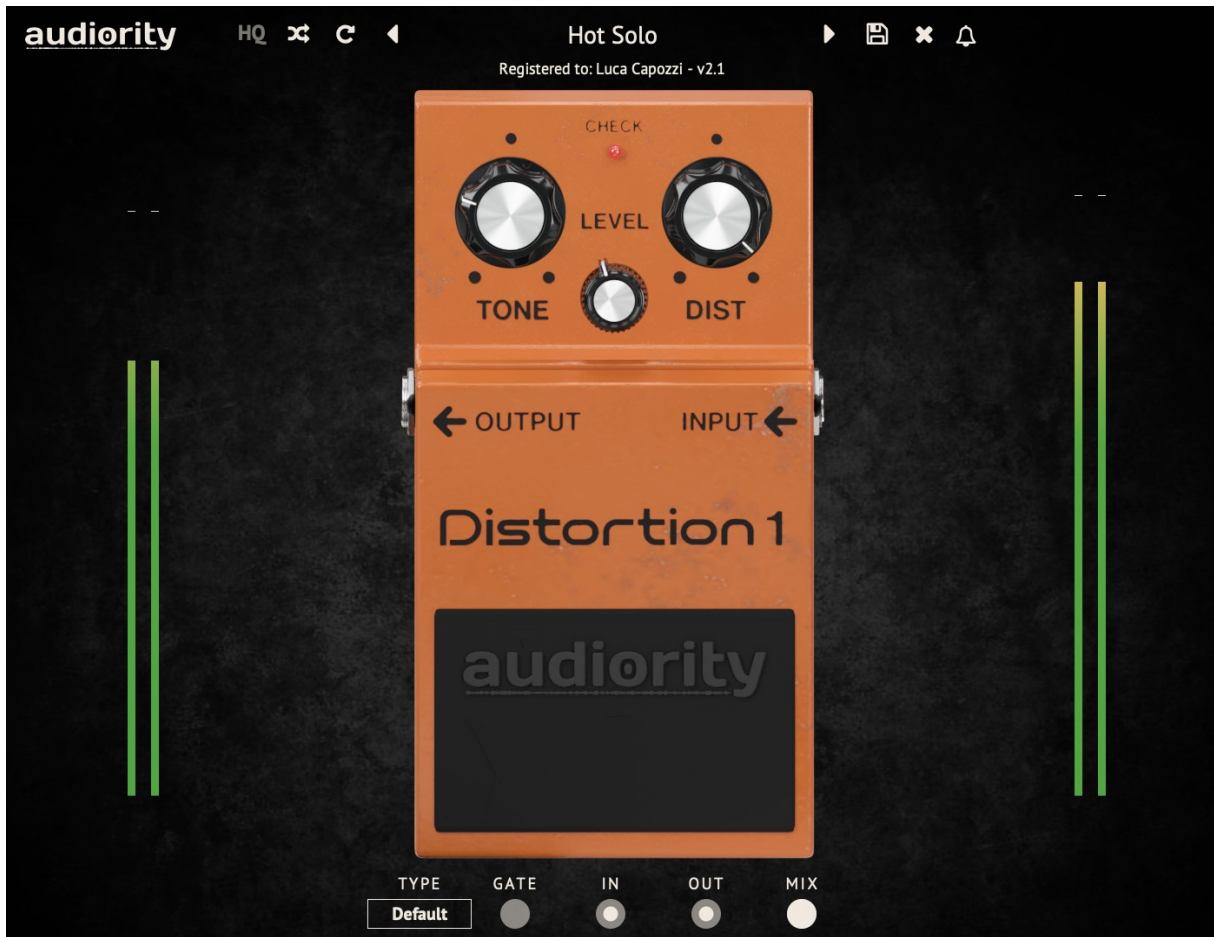 audiority
HQ
Hot Solo
Registered to: Luca Capozzi - v2.1
CHECK
LEVEL
TONE
DIST
OUTPUT
INPUT
Distortion 1
audiority
TYPE GATE IN OUT MIX
Default